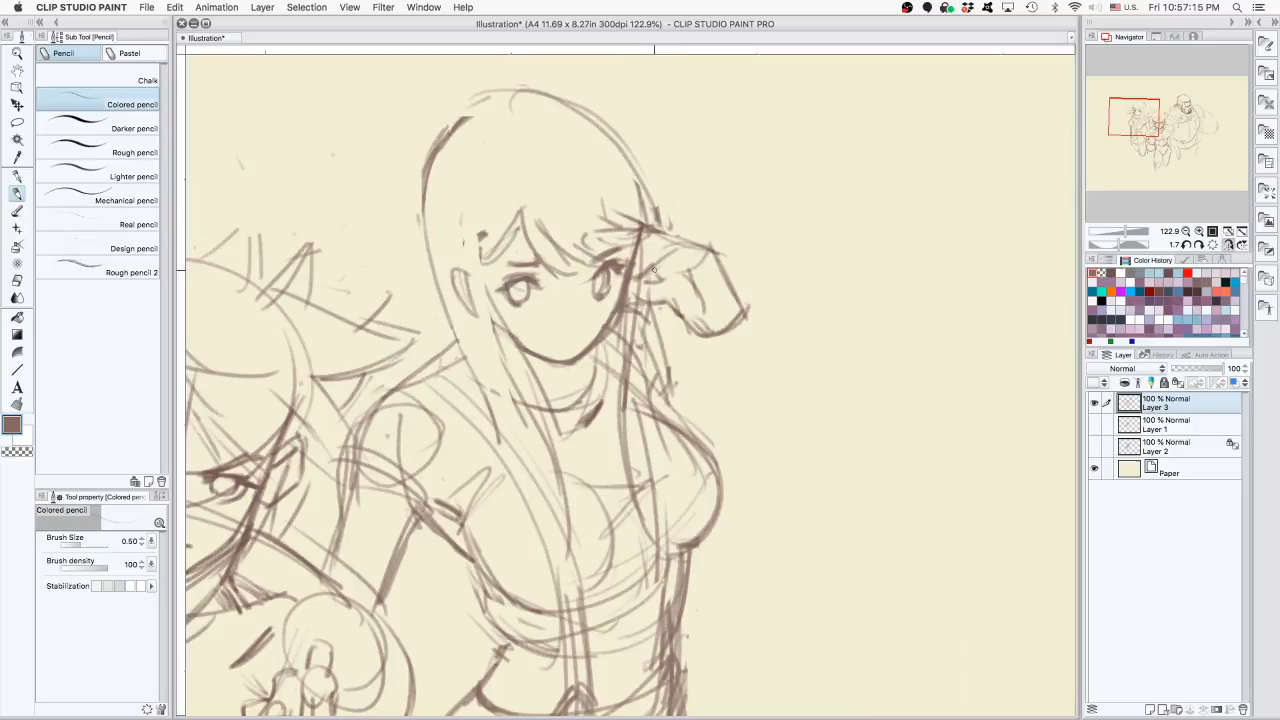 CLIP STUDIO PAINT File Edit Animation Layer Selection View Filter Window Help U.S. Fri 10:57:15 PM
Illustration* (A4 11.69 x 8.27in 300dpi 122.9%) - CLIP STUDIO PAINT PRO
Sub Tool [Pencil]
Illustration*
Navigator
Pencil Pastel
Chalk
Colored pencil
Darker pencil
Rough pencil
Lighter pencil
Mechanical pencil
Real pencil
Design pencil
Rough pencil 2
122.9
1.7
Color History
Layer History Auto Action
Normal 100
100 % Normal
Layer 3
100 % Normal
Layer 1
100 % Normal
Layer 2
Paper
A
Tool property [Colored penc
Colored pencil
Brush Size 0.50
Brush density 100
Stabilization